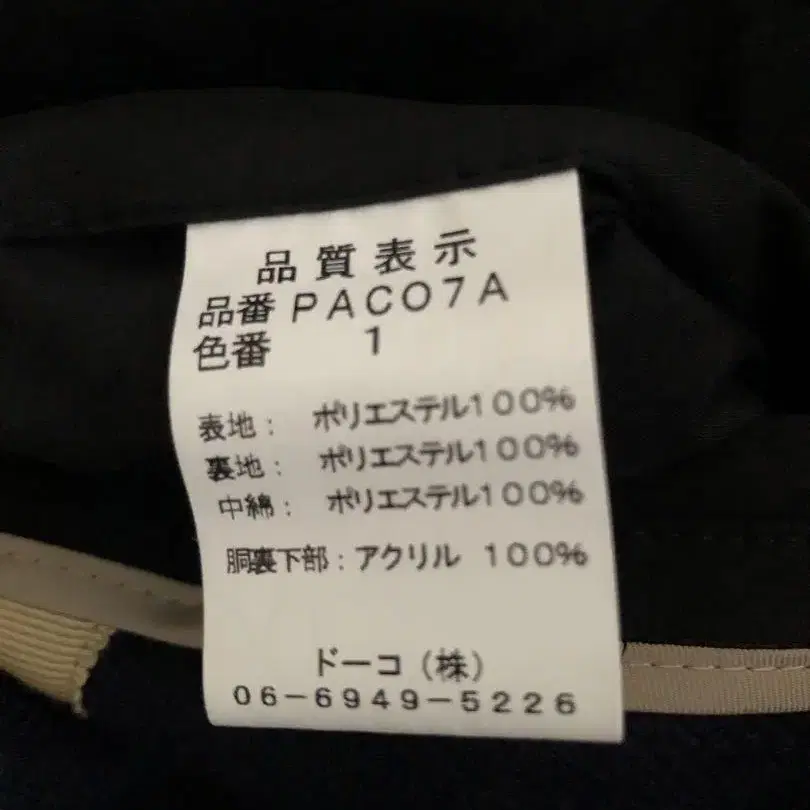 品質表示
品番 PACO7A
色番 1
表地: ポリエステル100%
裏地: ポリエステル100%
中綿: ポリエステル100%
胴裏下部:アクリル 100%
ドーコ(株)
06-6949-5226